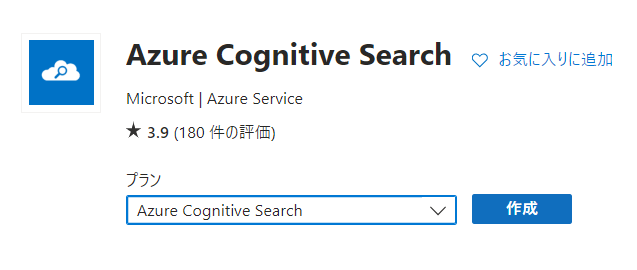 Azure Cognitive Search ♡ お気に入りに追加
Microsoft | Azure Service
★ 3.9 (180 件の評価)
プラン
Azure Cognitive Search 作成